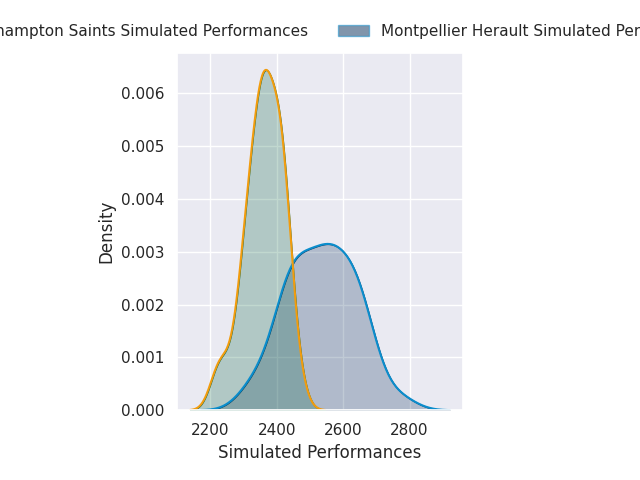 hampton Saints Simulated Performances
Montpellier Herault Simulated Per
0.006
0.005
0.004
0.003
0.002
0.001
0.000
Density
2200 2400 2600 2800
Simulated Performances